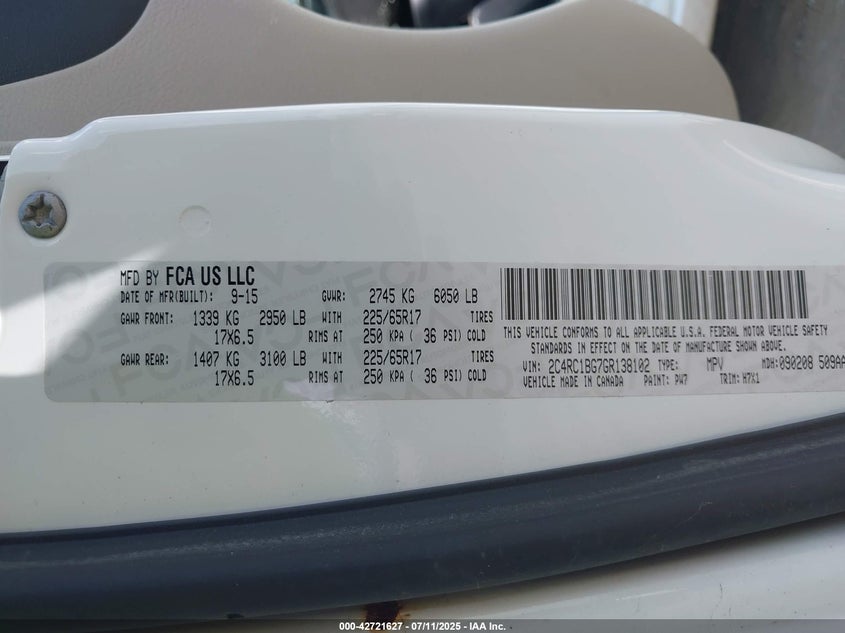 MFD BY FCA US LLC
DATE OF MFR(BUILT): 9-15 GVWR: 2745 KG 6050 LB
GAWR FRONT: 1339 KG 2950 LB WITH 225/65R17 TIRES
17X6.5 RIMS AT 250 KPA ( 36 PSI) COLD
GAWR REAR: 1407 KG 3100 LB WITH 225/65R17 TIRES
17X6.5 RIMS AT 250 KPA ( 36 PSI) COLD
THIS VEHICLE CONFORMS TO ALL APPLICABLE U.S.A. FEDERAL MOTOR VEHICLE SAFETY
STANDARDS IN EFFECT ON THE DATE OF MANUFACTURE SHOWN ABOVE.
VIN: 2C4RC1BG7GR138102 TYPE: MPV MDH: 090208 509AA
VEHICLE MADE IN CANADA PAINT: PW7 TRIM: H7X1
000-42721627 - 07/11/2025 - IAA Inc.